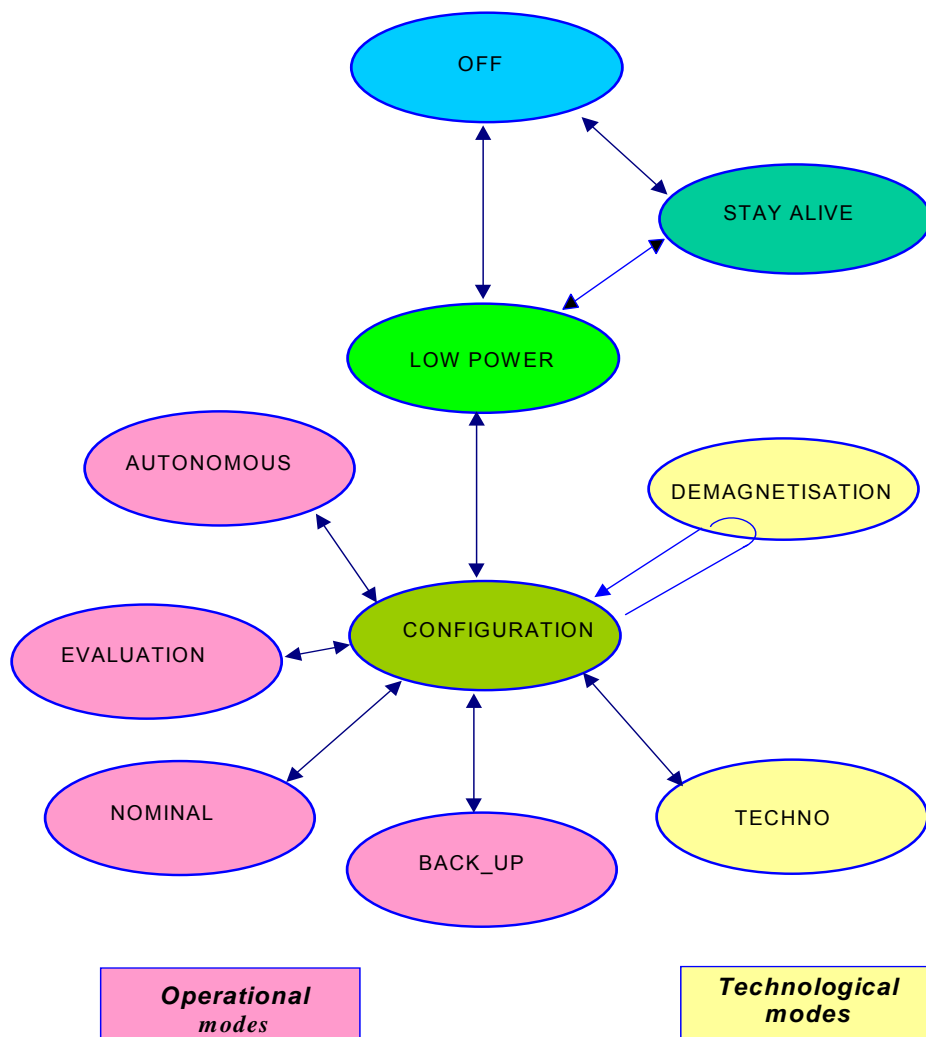 OFF
STAY ALIVE
LOW POWER
AUTONOMOUS
DEMAGNETISATION
CONFIGURATION
EVALUATION
NOMINAL
TECHNO
BACK_UP
Operational
modes
Technological
modes